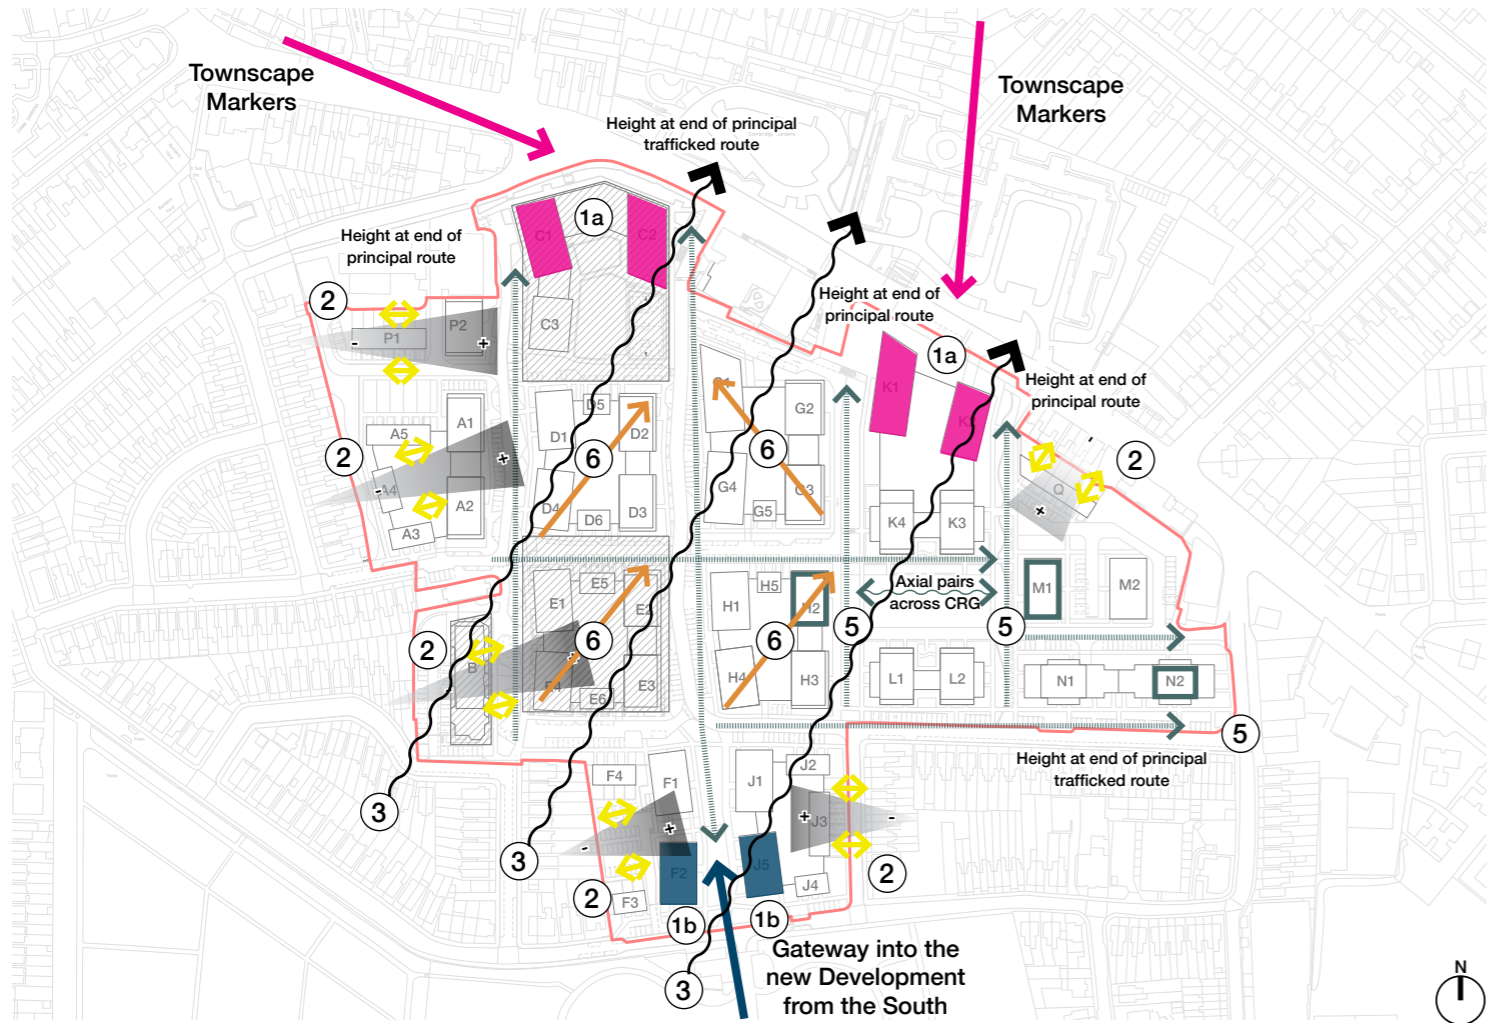 Townscape
Markers
Townscape
Markers
Height at end of principal
trafficked route
Height at end of
principal route
Height at end of
principal route
Height at end of
principal route
1a
C1
C2
C3
2
P1
P2
-
+
1a
K1
2
A5
A1
A4
A2
A3
-
+
D5
D1
D2
6
D4
D6
D3
G2
6
G4
G3
G5
K4
K3
Q
2
-
+
E1
E5
E2
6
E4
E6
E3
H5
H1
H2
6
H4
H3
Axial pairs
across CRG
5
5
M1
M2
L1
L2
N1
N2
5
2
B
Height at end of principal
trafficked route
3
3
3
F4
F1
+
-
F2
F3
2
1b
J1
J2
J3
J5
J4
+
-
2
1b
Gateway into the
new Development
from the South
N